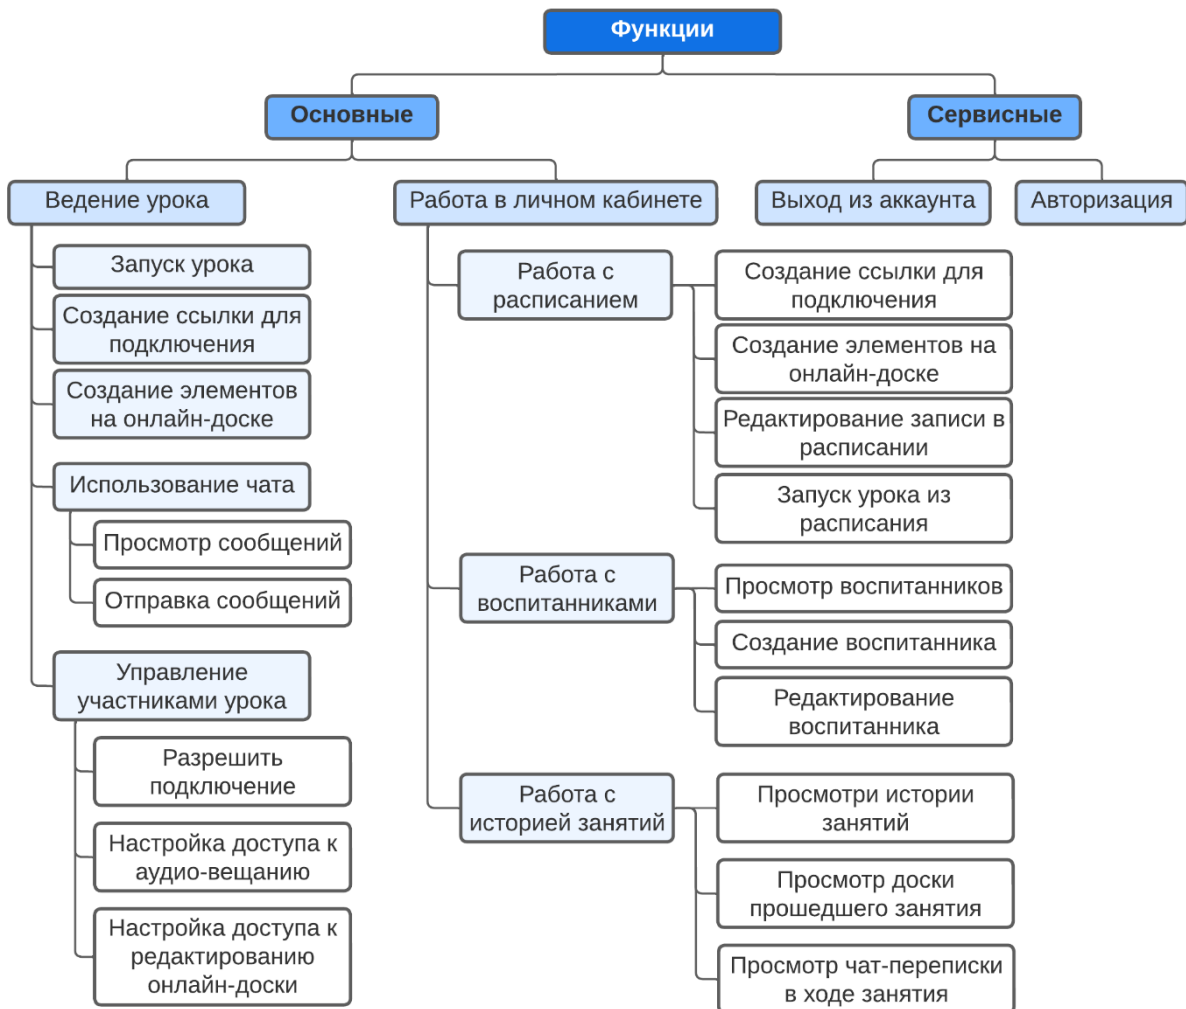 Функции
Основные
Сервисные
Ведение урока
Работа в личном кабинете
Выход из аккаунта
Авторизация
Запуск урока
Создание ссылки для
подключения
Создание элементов
на онлайн-доске
Использование чата
Просмотр сообщений
Отправка сообщений
Управление
участниками урока
Разрешить
подключение
Настройка доступа к
аудио-вещанию
Настройка доступа к
редактированию
онлайн-доски
Работа с
расписанием
Создание ссылки для
подключения
Создание элементов на
онлайн-доске
Редактирование записи в
расписании
Запуск урока из
расписания
Работа с
воспитанниками
Просмотр воспитанников
Создание воспитанника
Редактирование
воспитанника
Работа с
историей занятий
Просмотри истории
занятий
Просмотр доски
прошедшего занятия
Просмотр чат-переписки
в ходе занятия